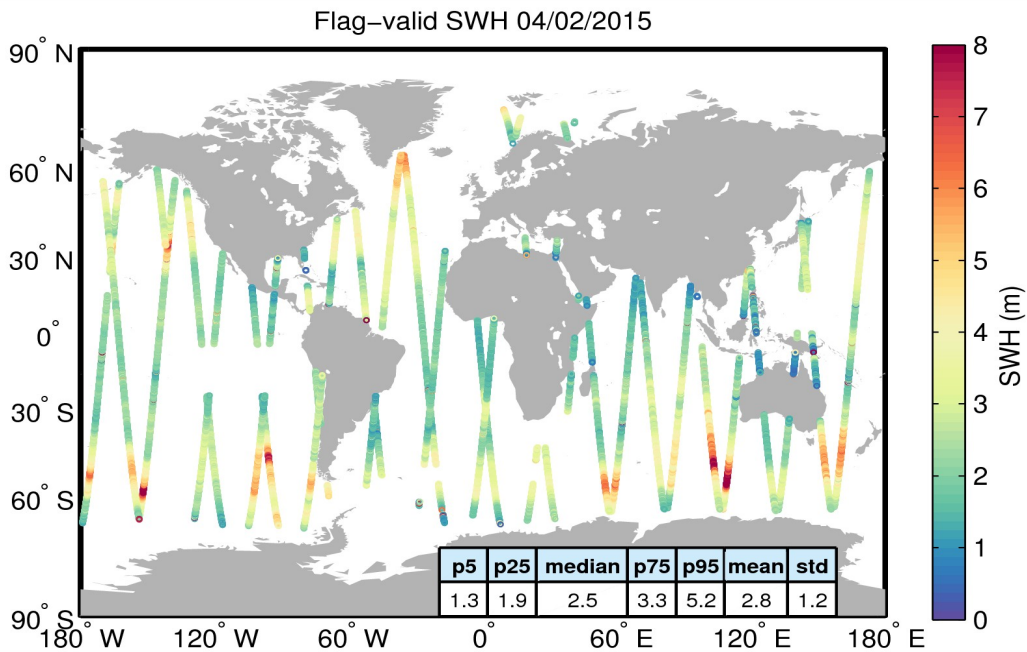 Flag−valid SWH 04/02/2015
90° N
60° N
30° N
0°
30° S
60° S
90° S
180° W
120° W
60° W
0°
60° E
120° E
180° E
p5 p25 median p75 p95 mean std
1.3 1.9 2.5 3.3 5.2 2.8 1.2
8
7
6
5
4
3
2
1
0
SWH (m)